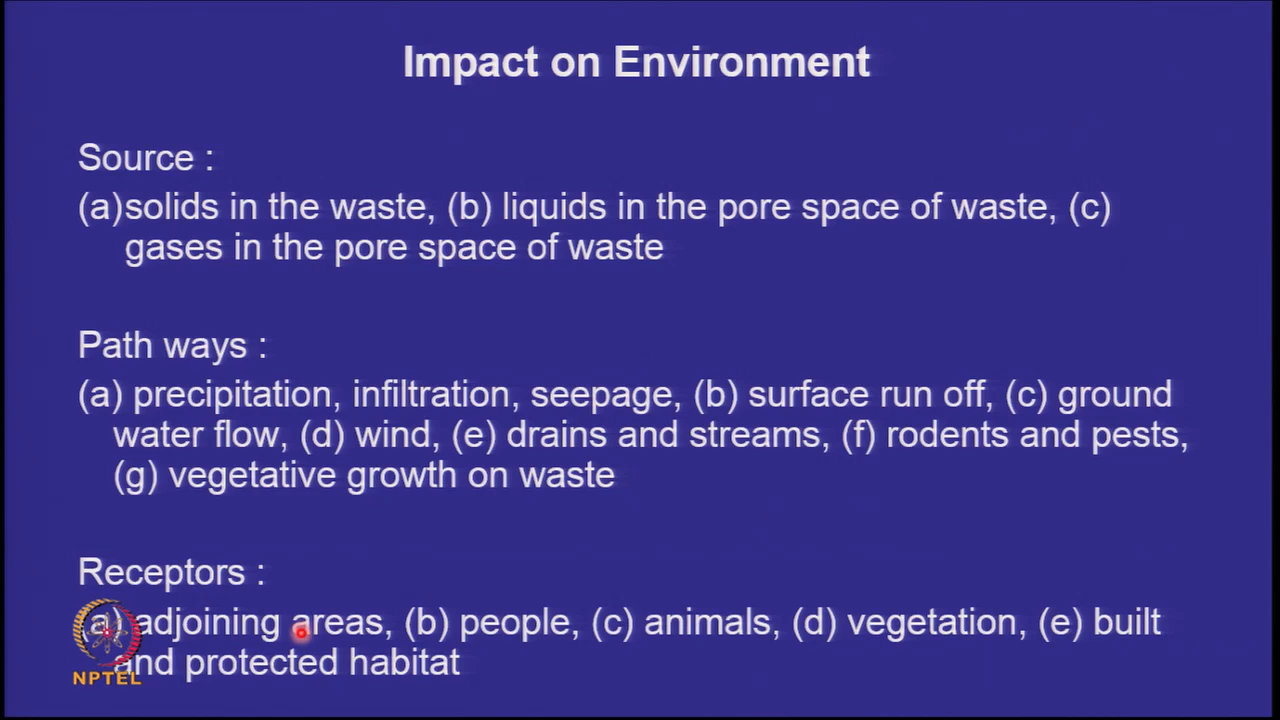 Impact on Environment
Source :
(a)solids in the waste, (b) liquids in the pore space of waste, (c)
gases in the pore space of waste
Path ways :
(a) precipitation, infiltration, seepage, (b) surface run off, (c) ground
water flow, (d) wind, (e) drains and streams, (f) rodents and pests,
(g) vegetative growth on waste
Receptors :
(a) adjoining areas, (b) people, (c) animals, (d) vegetation, (e) built
and protected habitat
NPTEL